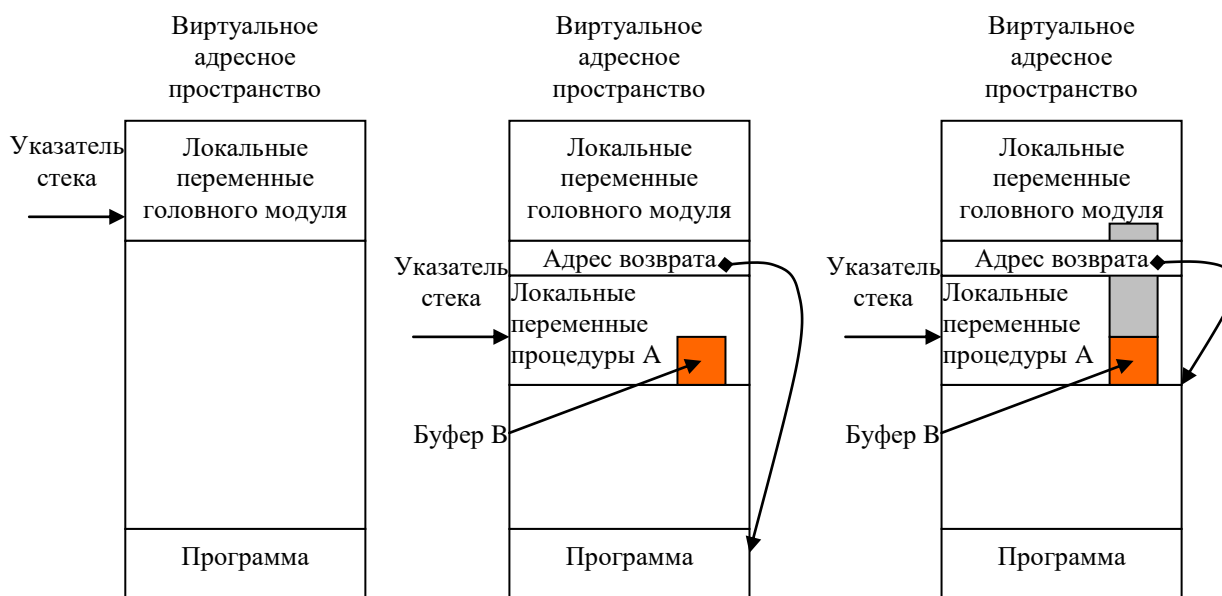 Виртуальное
адресное
пространство
Указатель
стека
Локальные
переменные
головного модуля
Программа
Виртуальное
адресное
пространство
Локальные
переменные
головного модуля
Адрес возврата
Указатель
стека
Локальные
переменные
процедуры А
Буфер В
Программа
Виртуальное
адресное
пространство
Локальные
переменные
головного модуля
Адрес возврата
Указатель
стека
Локальные
переменные
процедуры А
Буфер В
Программа